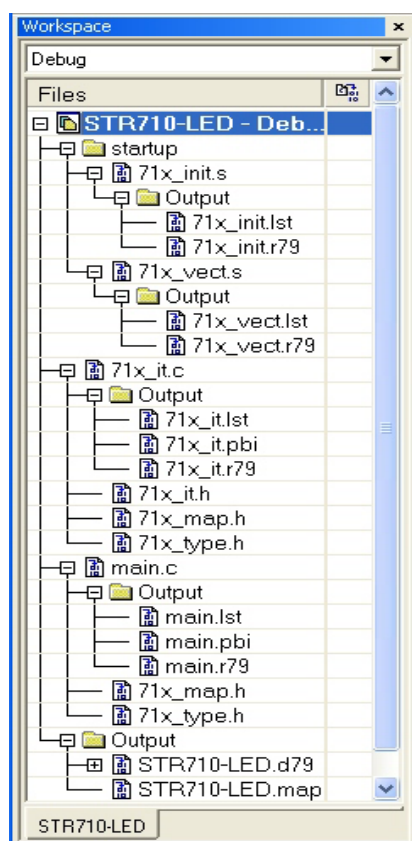 Workspace
Debug
Files
STR710-LED - Deb...
startup
71x_init.s
Output
71x_init.lst
71x_init.r79
71x_vect.s
Output
71x_vect.lst
71x_vect.r79
71x_it.c
Output
71x_it.lst
71x_it.pbi
71x_it.r79
71x_it.h
71x_map.h
71x_type.h
main.c
Output
main.lst
main.pbi
main.r79
71x_map.h
71x_type.h
Output
STR710-LED.d79
STR710-LED.map
STR710-LED